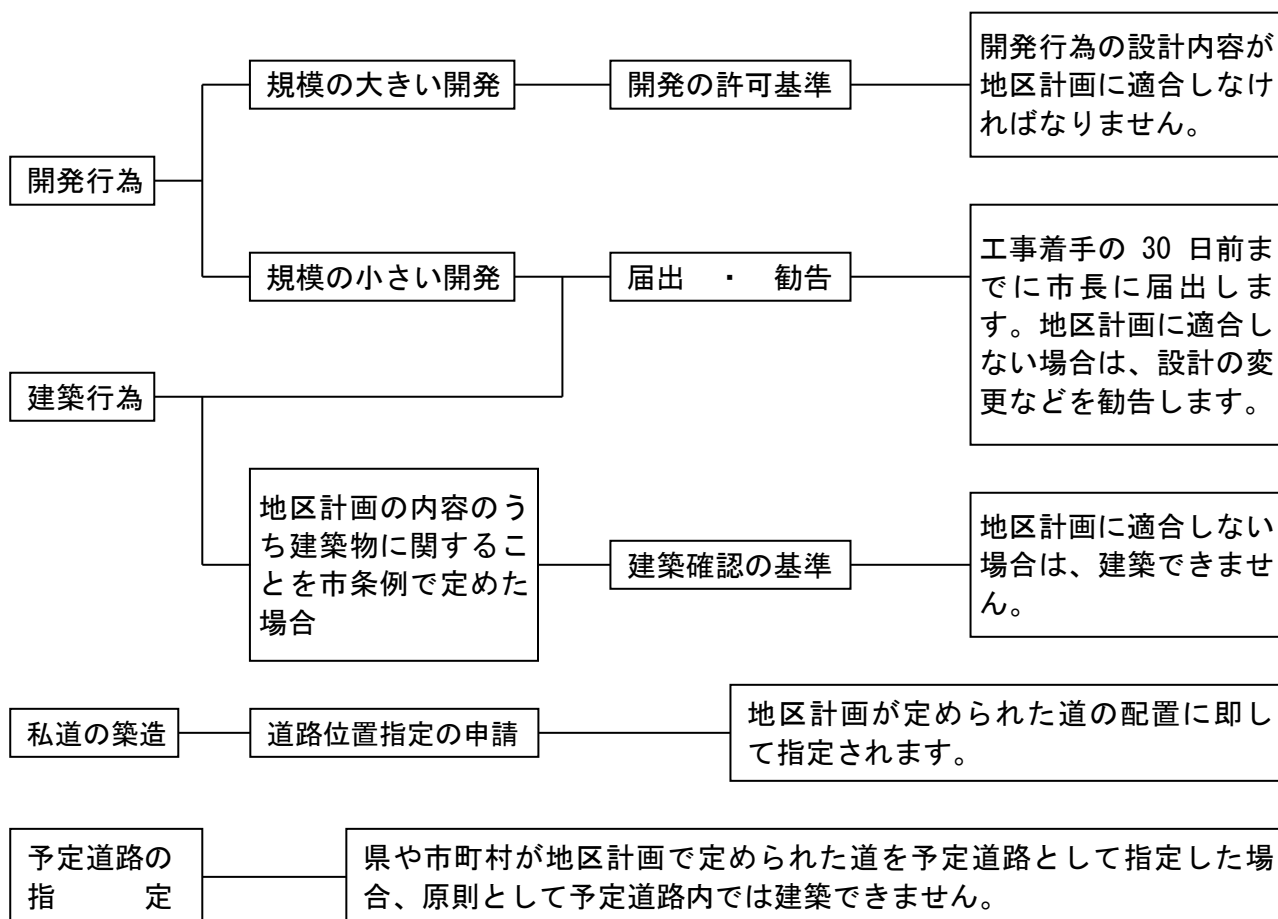 開発行為
規模の大きい開発
開発の許可基準
開発行為の設計内容が
地区計画に適合しなけ
ればなりません。
規模の小さい開発
届出 ・ 勧告
工事着手の 30 日前ま
でに市長に届出しま
す。地区計画に適合し
ない場合は、設計の変
更などを勧告します。
建築行為
地区計画の内容のう
ち建築物に関するこ
とを市条例で定めた
場合
建築確認の基準
地区計画に適合しない
場合は、建築できませ
ん。
私道の築造
道路位置指定の申請
地区計画が定められた道の配置に即し
て指定されます。
予定道路の
指 定
県や市町村が地区計画で定められた道を予定道路として指定した場
合、原則として予定道路内では建築できません。